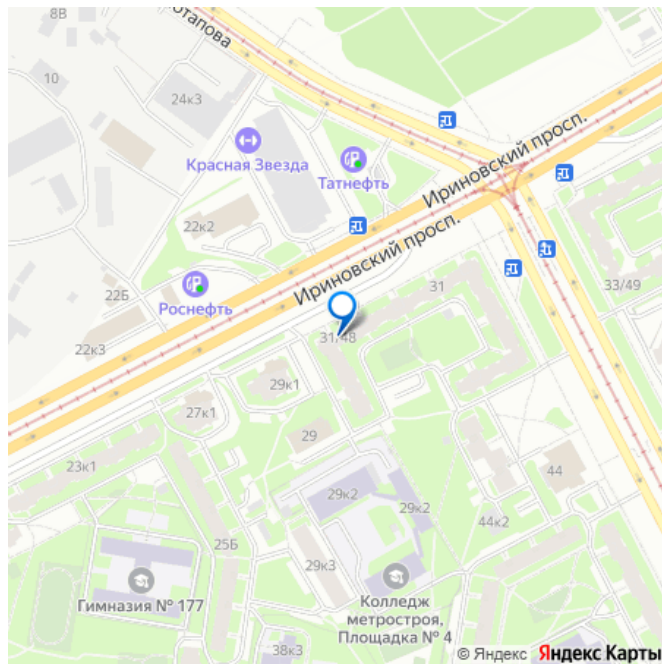 8В
отапова
10
24к3
Красная Звезда
Татнефть
Ириновский просп.
22к2
Ириновский просп.
22Б
Роснефть
31
33/49
22к3
31/48
29к1
27к1
29
23к1
44
29к2
29к2
44к2
25Б
29к3
Гимназия № 177
Колледж
метростроя,
Площадка № 4
38к3
© Яндекс Яндекс Карты